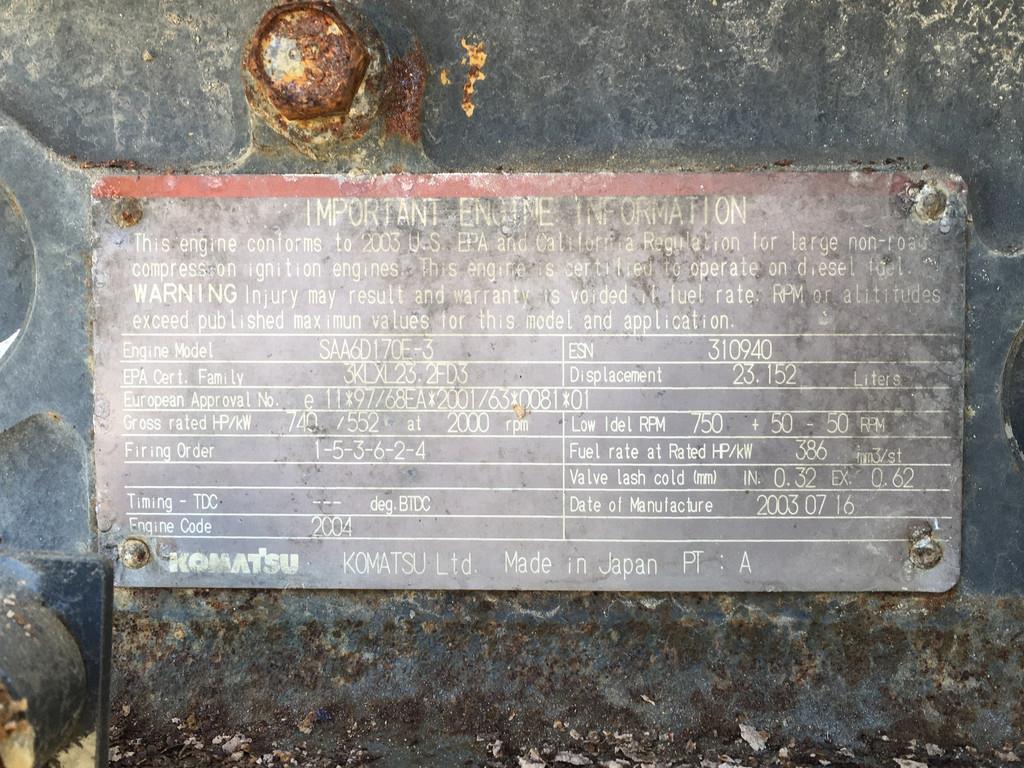 IMPORTANT ENGINE INFORMATION
This engine conforms to 2003 U.S. EPA and California Regulation for large non-road
compression ignition engines. This engine is certified to operate on diesel fuel.
WARNING Injury may result and warranty is voided if fuel rate. RPM or altititudes
exceed published maximun values for this model and application.
Engine Model SAA6D170E-3 ESN 310940
EPA Cert. Family 3KLXL23.2FD3 Displacement 23.152 Liters
European Approval No. e 11*97/68EA*2001/63*0081*01
Gross rated HP/kW 740 /552 at 2000 rpm Low Idel RPM 750 +50 - 50 RPM
Firing Order 1-5-3-6-2-4 Fuel rate at Rated HP/kW 386 mm3/st
Valve lash cold (mm) IN. 0.32 EX. 0.62
Timing - TDC --- deg.BTDC Date of Manufacture 2003 07 16
Engine Code 2004
KOMATSU KOMATSU Ltd. Made in Japan PT : A